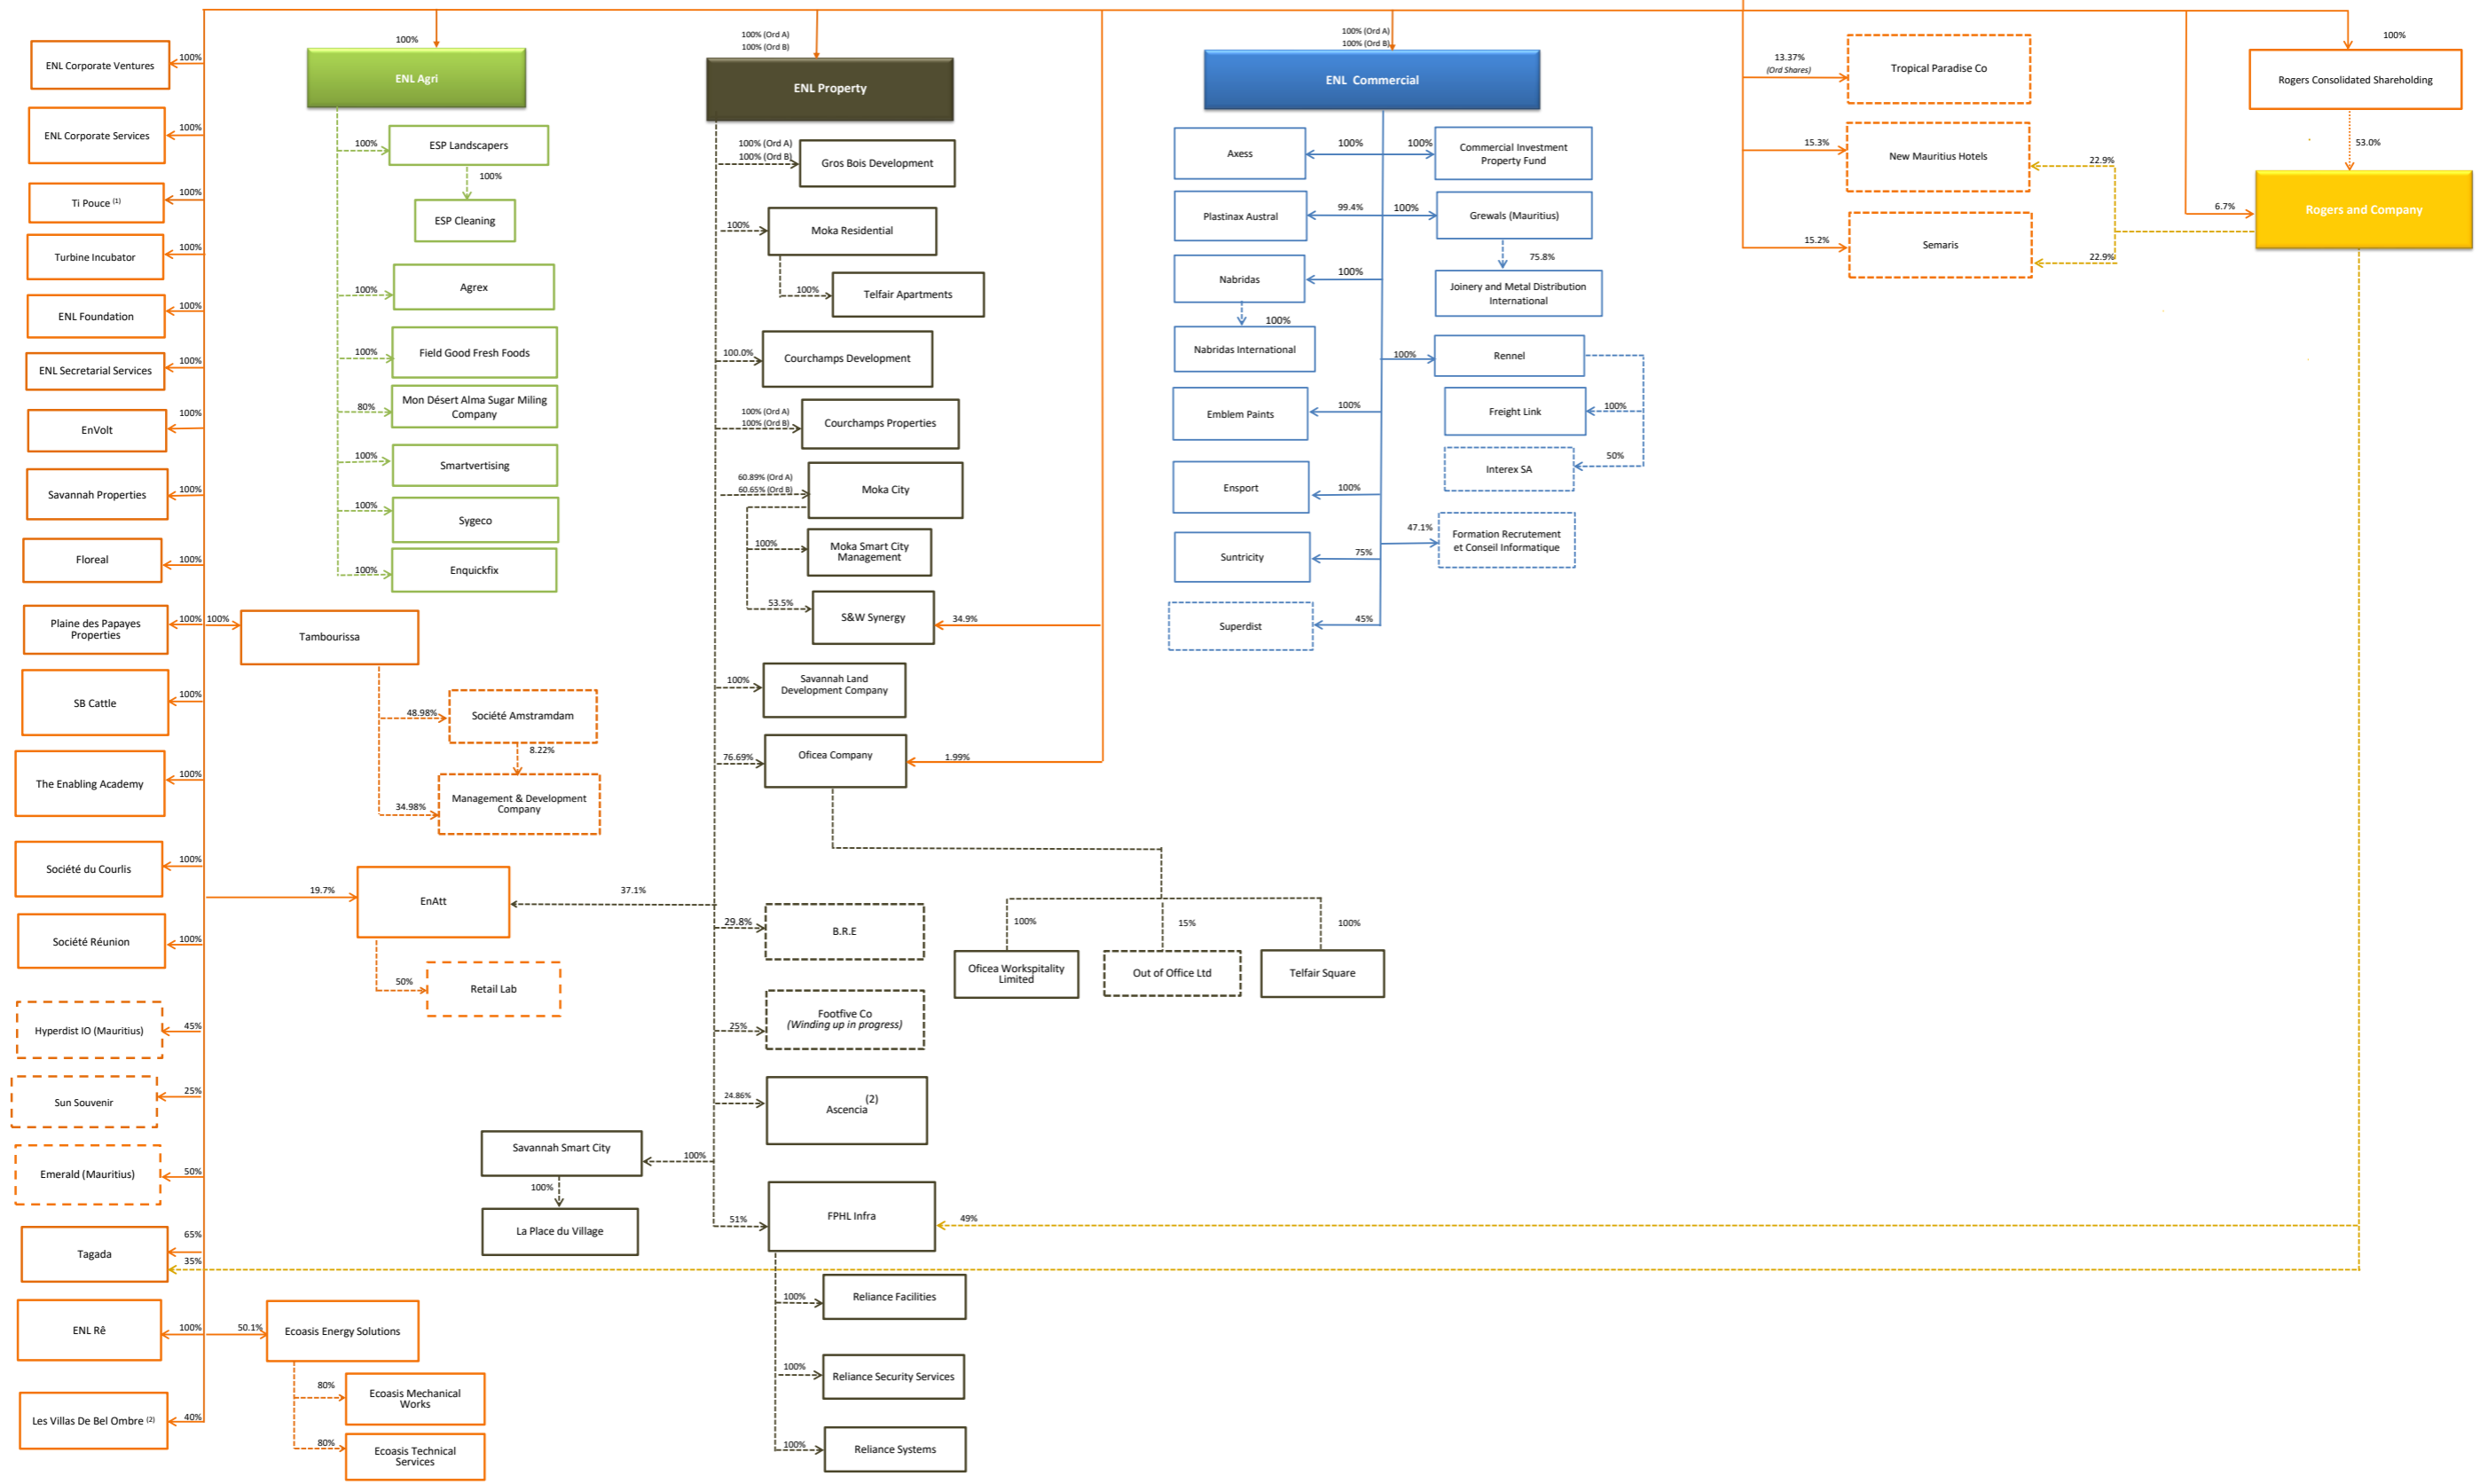 ENL Corporate Ventures
100%
ENL Corporate Services
100%
Ti Pouce (1)
100%
Turbine Incubator
100%
ENL Foundation
100%
ENL Secretarial Services
100%
EnVolt
100%
Savannah Properties
100%
Floreal
100%
Plaine des Papayes
Properties
100%
SB Cattle
100%
The Enabling Academy
100%
Société du Courlis
100%
Société Réunion
100%
Hyperdist IO (Mauritius)
45%
Sun Souvenir
25%
Emerald (Mauritius)
50%
Tagada
65%
35%
ENL Rê
100%
Les Villas De Bel Ombre (2)
40%
100%
Tambourissa
48.98%
Société Amstramdam
8.22%
34.98%
Management & Development
Company
19.7%
EnAtt
37.1%
50%
Retail Lab
50.1%
Ecoasis Energy Solutions
80%
Ecoasis Mechanical
Works
80%
Ecoasis Technical
Services
100%
ENL Agri
100%
ESP Landscapers
100%
ESP Cleaning
100%
Agrex
100%
Field Good Fresh Foods
80%
Mon Désert Alma Sugar Miling
Company
100%
Smartvertising
100%
Sygeco
100%
Enquickfix
100% (Ord A)
100% (Ord B)
ENL Property
100% (Ord A)
100% (Ord B)
Gros Bois Development
100%
Moka Residential
100%
Telfair Apartments
100.0%
Courchamps Development
100% (Ord A)
100% (Ord B)
Courchamps Properties
60.89% (Ord A)
60.65% (Ord B)
Moka City
100%
Moka Smart City
Management
53.5%
S&W Synergy
34.9%
100%
Savannah Land
Development Company
76.69%
Oficea Company
1.99%
100%
Oficea Workspitality
Limited
15%
Out of Office Ltd
100%
Telfair Square
29.8%
B.R.E
25%
Footfive Co
(Winding up in progress)
24.86%
(2)
Ascencia
Savannah Smart City
100%
100%
La Place du Village
51%
FPHL Infra
49%
100%
Reliance Facilities
100%
Reliance Security Services
100%
Reliance Systems
100% (Ord A)
100% (Ord B)
ENL Commercial
Axess
100%
100%
Commercial Investment
Property Fund
Plastinax Austral
99.4%
100%
Grewals (Mauritius)
75.8%
Joinery and Metal Distribution
International
Nabridas
100%
100%
Nabridas International
100%
Rennel
100%
Freight Link
50%
Interex SA
Emblem Paints
100%
Ensport
100%
47.1%
Formation Recrutement
et Conseil Informatique
Suntricity
75%
Superdist
45%
13.37%
(Ord Shares)
Tropical Paradise Co
15.3%
New Mauritius Hotels
22.9%
15.2%
Semaris
22.9%
100%
Rogers Consolidated Shareholding
53.0%
6.7%
Rogers and Company